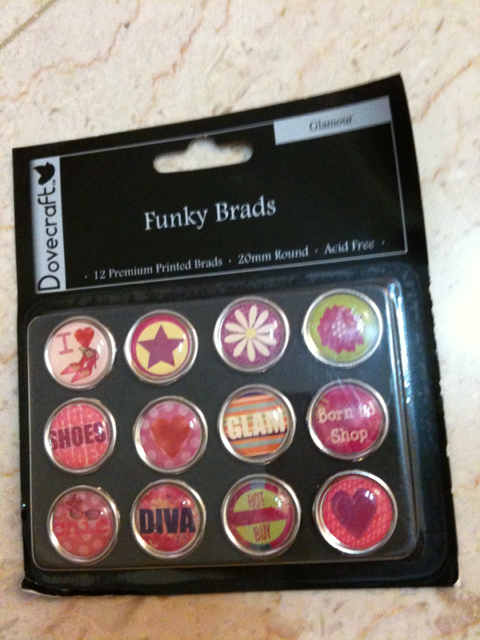 Glamour
Dovecraft
Funky Brads
· 12 Premium Printed Brads · 20mm Round · Acid Free ·
I
SHOES
GLAM
Born to
Shop
DIVA
HOT
BUY